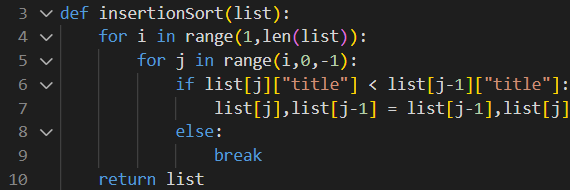 3 def insertionSort(list):
4     for i in range(1,len(list)):
5         for j in range(i,0,-1):
6             if list[j]["title"] < list[j-1]["title"]:
7                 list[j],list[j-1] = list[j-1],list[j]
8             else:
9                 break
10     return list